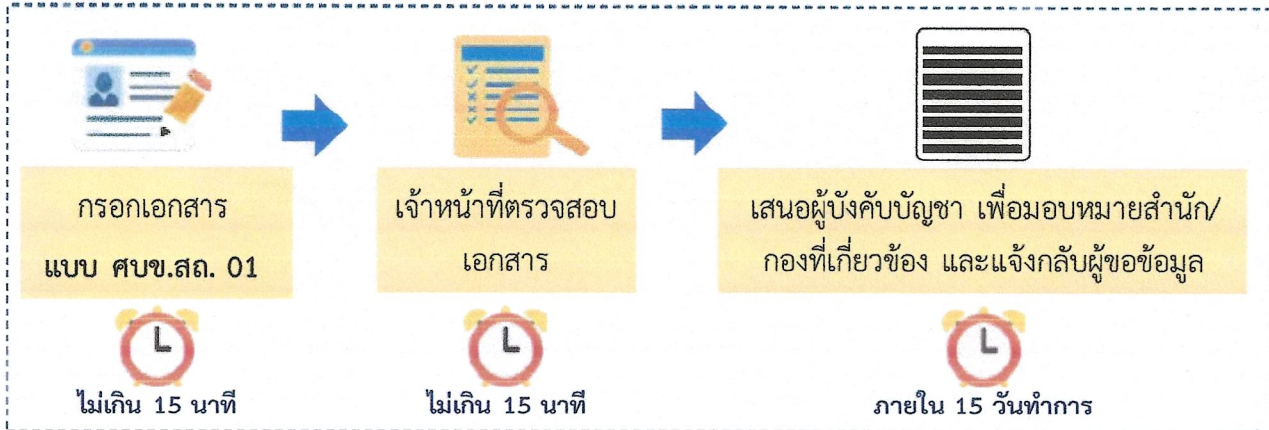 กรอกเอกสาร
แบบ ศบข.สถ. 01
ไม่เกิน 15 นาที
เจ้าหน้าที่ตรวจสอบ
เอกสาร
ไม่เกิน 15 นาที
เสนอผู้บังคับบัญชา เพื่อมอบหมายสำนัก/
กองที่เกี่ยวข้อง และแจ้งกลับผู้ขอข้อมูล
ภายใน 15 วันทำการ